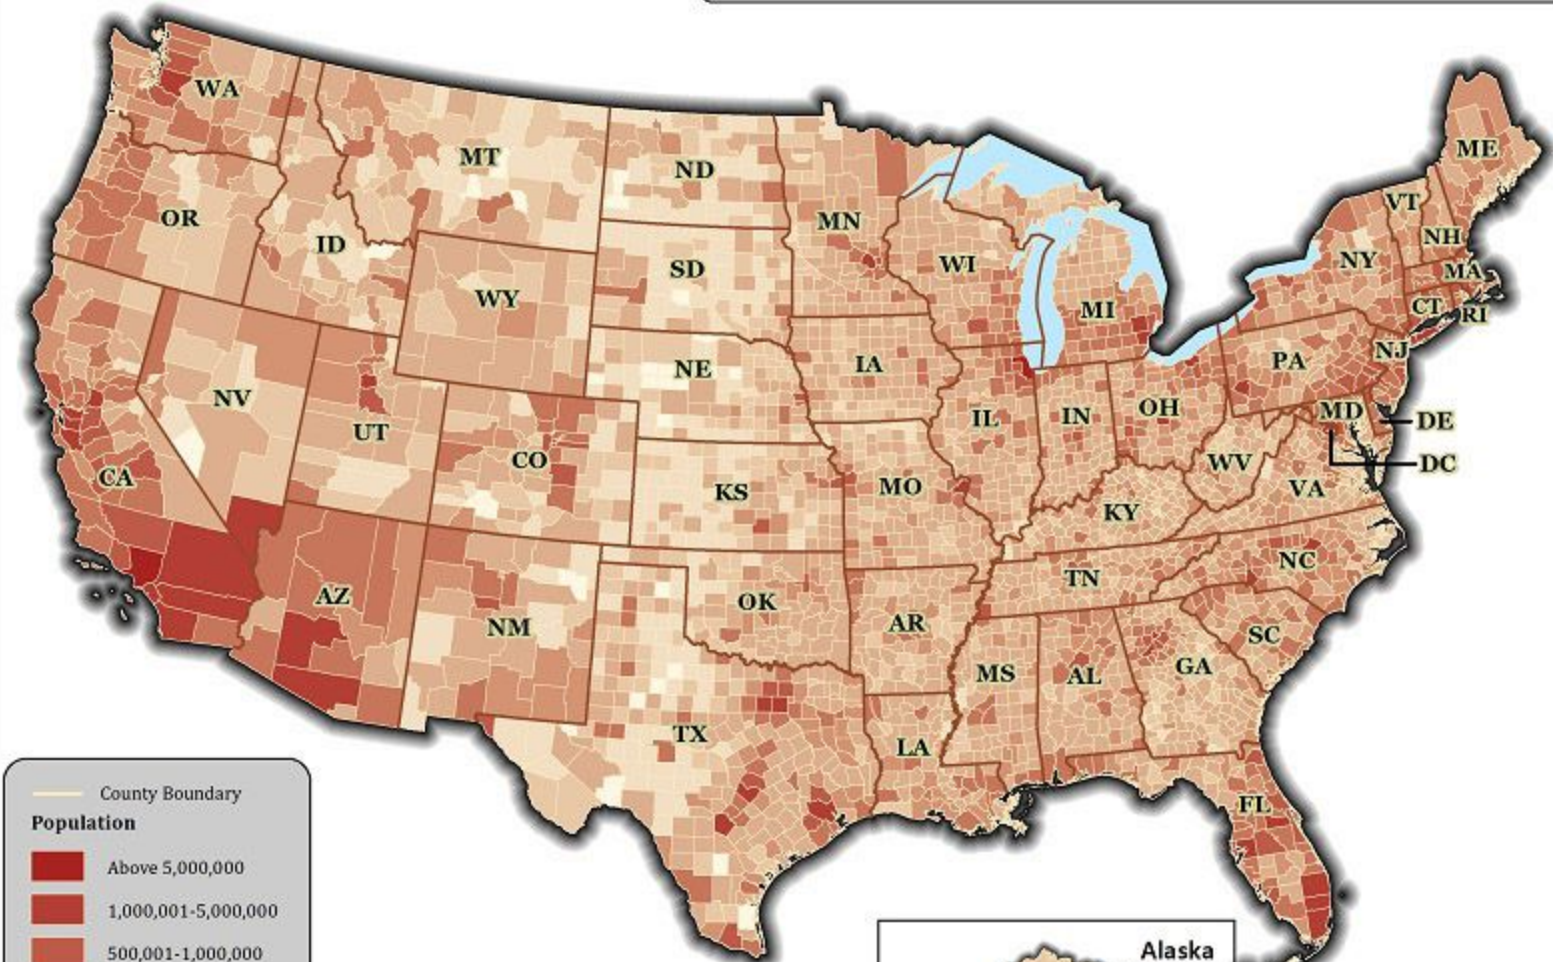 WA
MT
ND
MN
ME
VT
NH
OR
ID
SD
WI
NY
MA
WY
MI
CT
RI
NV
NE
IA
PA
NJ
UT
CO
IL
IN
OH
MD
DE
CA
KS
MO
WV
DC
VA
KY
AZ
NM
OK
TN
NC
AR
SC
MS
AL
GA
TX
LA
FL
County Boundary
Population
Above 5,000,000
1,000,001-5,000,000
500,001-1,000,000
Alaska